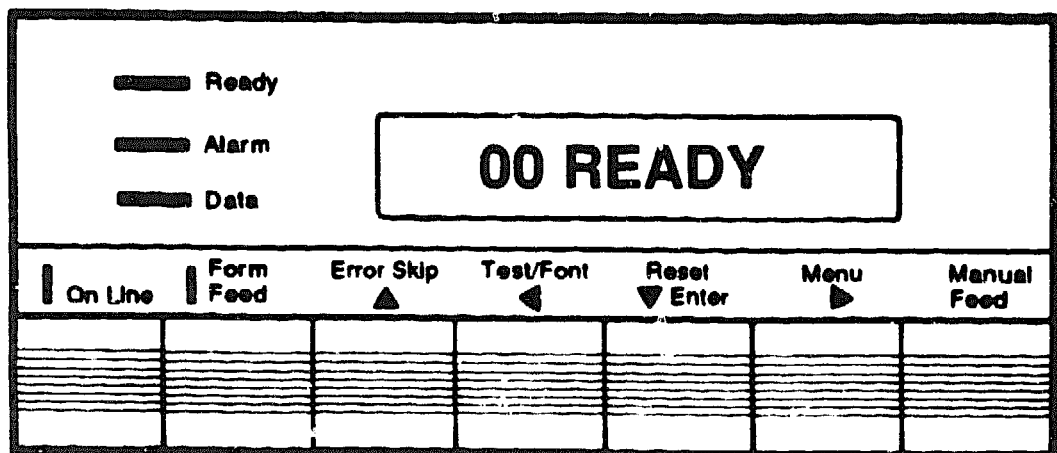 Ready
Alarm
Data
00 READY
On Line
Form Feed
Error Skip
Test/Font
Reset
Enter
Menu
Manual Feed